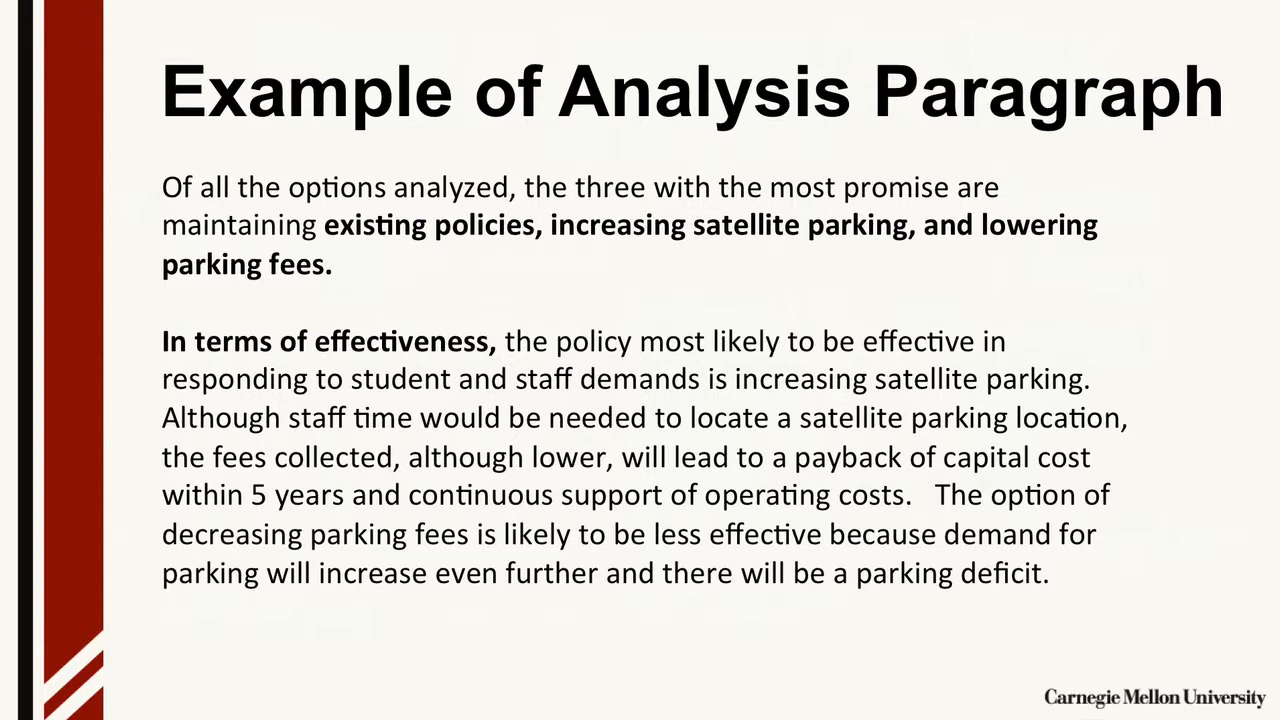 Example of Analysis Paragraph
Of all the options analyzed, the three with the most promise are
maintaining existing policies, increasing satellite parking, and lowering
parking fees.
In terms of effectiveness, the policy most likely to be effective in
responding to student and staff demands is increasing satellite parking.
Although staff time would be needed to locate a satellite parking location,
the fees collected, although lower, will lead to a payback of capital cost
within 5 years and continuous support of operating costs.   The option of
decreasing parking fees is likely to be less effective because demand for
parking will increase even further and there will be a parking deficit.
Carnegie Mellon University